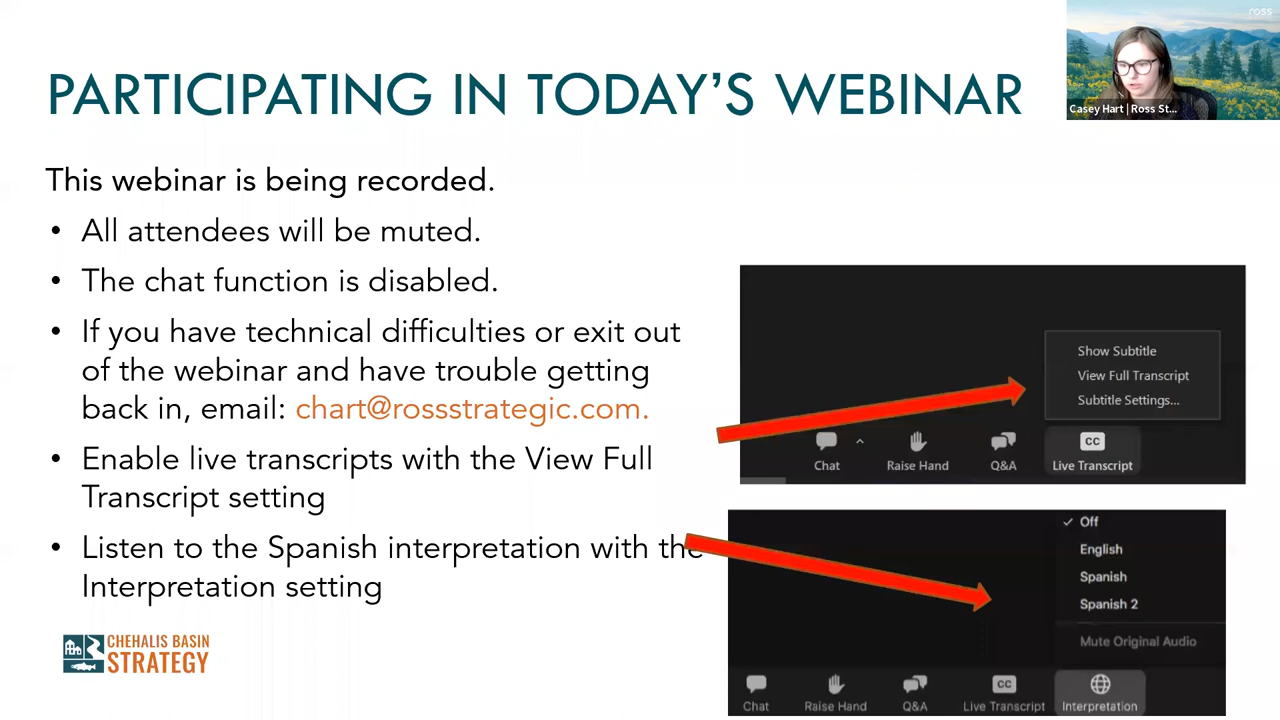 ross
PARTICIPATING IN TODAY'S WEBINAR
Casey Hart | Ross St...
This webinar is being recorded.
• All attendees will be muted.
• The chat function is disabled.
• If you have technical difficulties or exit out
of the webinar and have trouble getting
back in, email: chart@rossstrategic.com.
• Enable live transcripts with the View Full
Transcript setting
• Listen to the Spanish interpretation with the
Interpretation setting
CHEHALIS BASIN
STRATEGY
Show Subtitle
View Full Transcript
Subtitle Settings...
Chat Raise Hand Q&A CC Live Transcript
Off
English
Spanish
Spanish 2
Mute Original Audio
Chat Raise Hand Q&A CC Live Transcript Interpretation